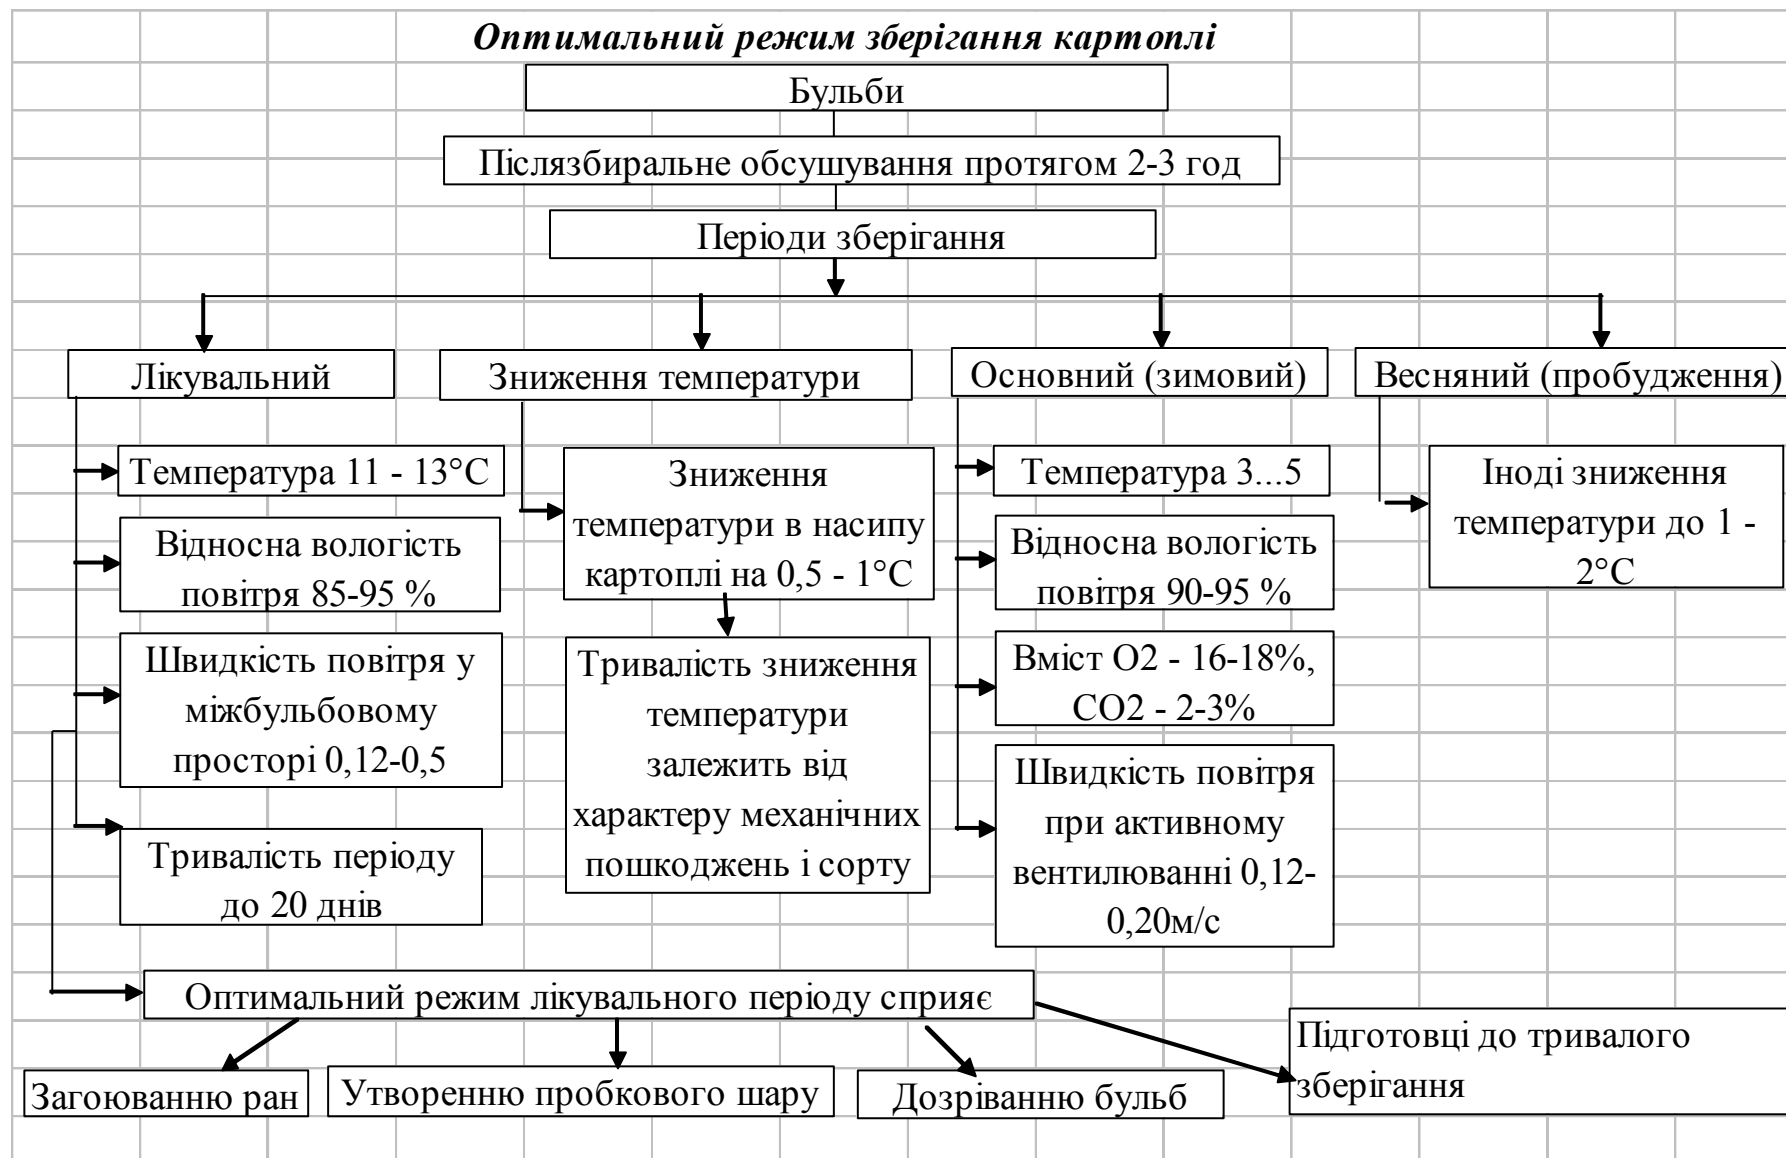 Оптимальний режим зберігання картоплі
Бульби
Післязбиральне обсушування протягом 2-3 год
Періоди зберігання
Лікувальний
Зниження температури
Основний (зимовий)
Весняний (пробудження)
Температура 11 - 13°С
Відносна вологість
повітря 85-95 %
Швидкість повітря у
міжбульбовому
просторі 0,12-0,5
Тривалість періоду
до 20 днів
Зниження
температури в насипу
картоплі на 0,5 - 1°С
Тривалість зниження
температури
залежить від
характеру механічних
пошкоджень і сорту
Температура 3...5
Відносна вологість
повітря 90-95 %
Вміст О2 - 16-18%,
СО2 - 2-3%
Швидкість повітря
при активному
вентилюванні 0,12-
0,20м/с
Іноді зниження
температури до 1 -
2°С
Оптимальний режим лікувального періоду сприяє
Загоюванню ран
Утворенню пробкового шару
Дозріванню бульб
Підготовці до тривалого
зберігання